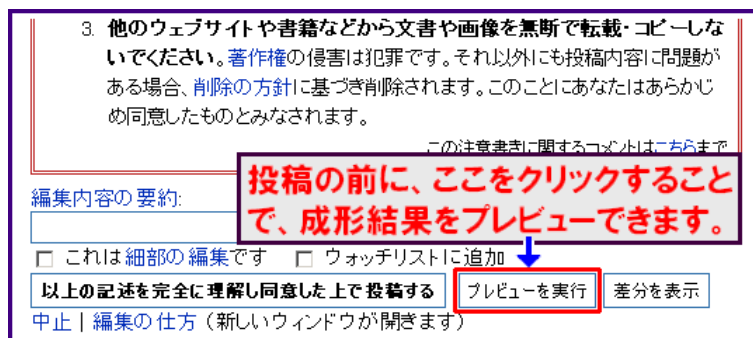 3. 他のウェブサイトや書籍などから文書や画像を無断で転載・コピーしな
いでください。著作権の侵害は犯罪です。それ以外にも投稿内容に問題が
ある場合、削除の方針に基づき削除されます。このことにあなたはあらかじ
め同意したものとみなされます。
この注意書きに関するコメントはこちらまで
投稿の前に、ここをクリックすること
で、成形結果をプレビューできます。
編集内容の要約:
これは細部の編集です ウォッチリストに追加
以上の記述を完全に理解し同意した上で投稿する プレビューを実行 差分を表示
中止 | 編集の仕方 (新しいウィンドウが開きます)